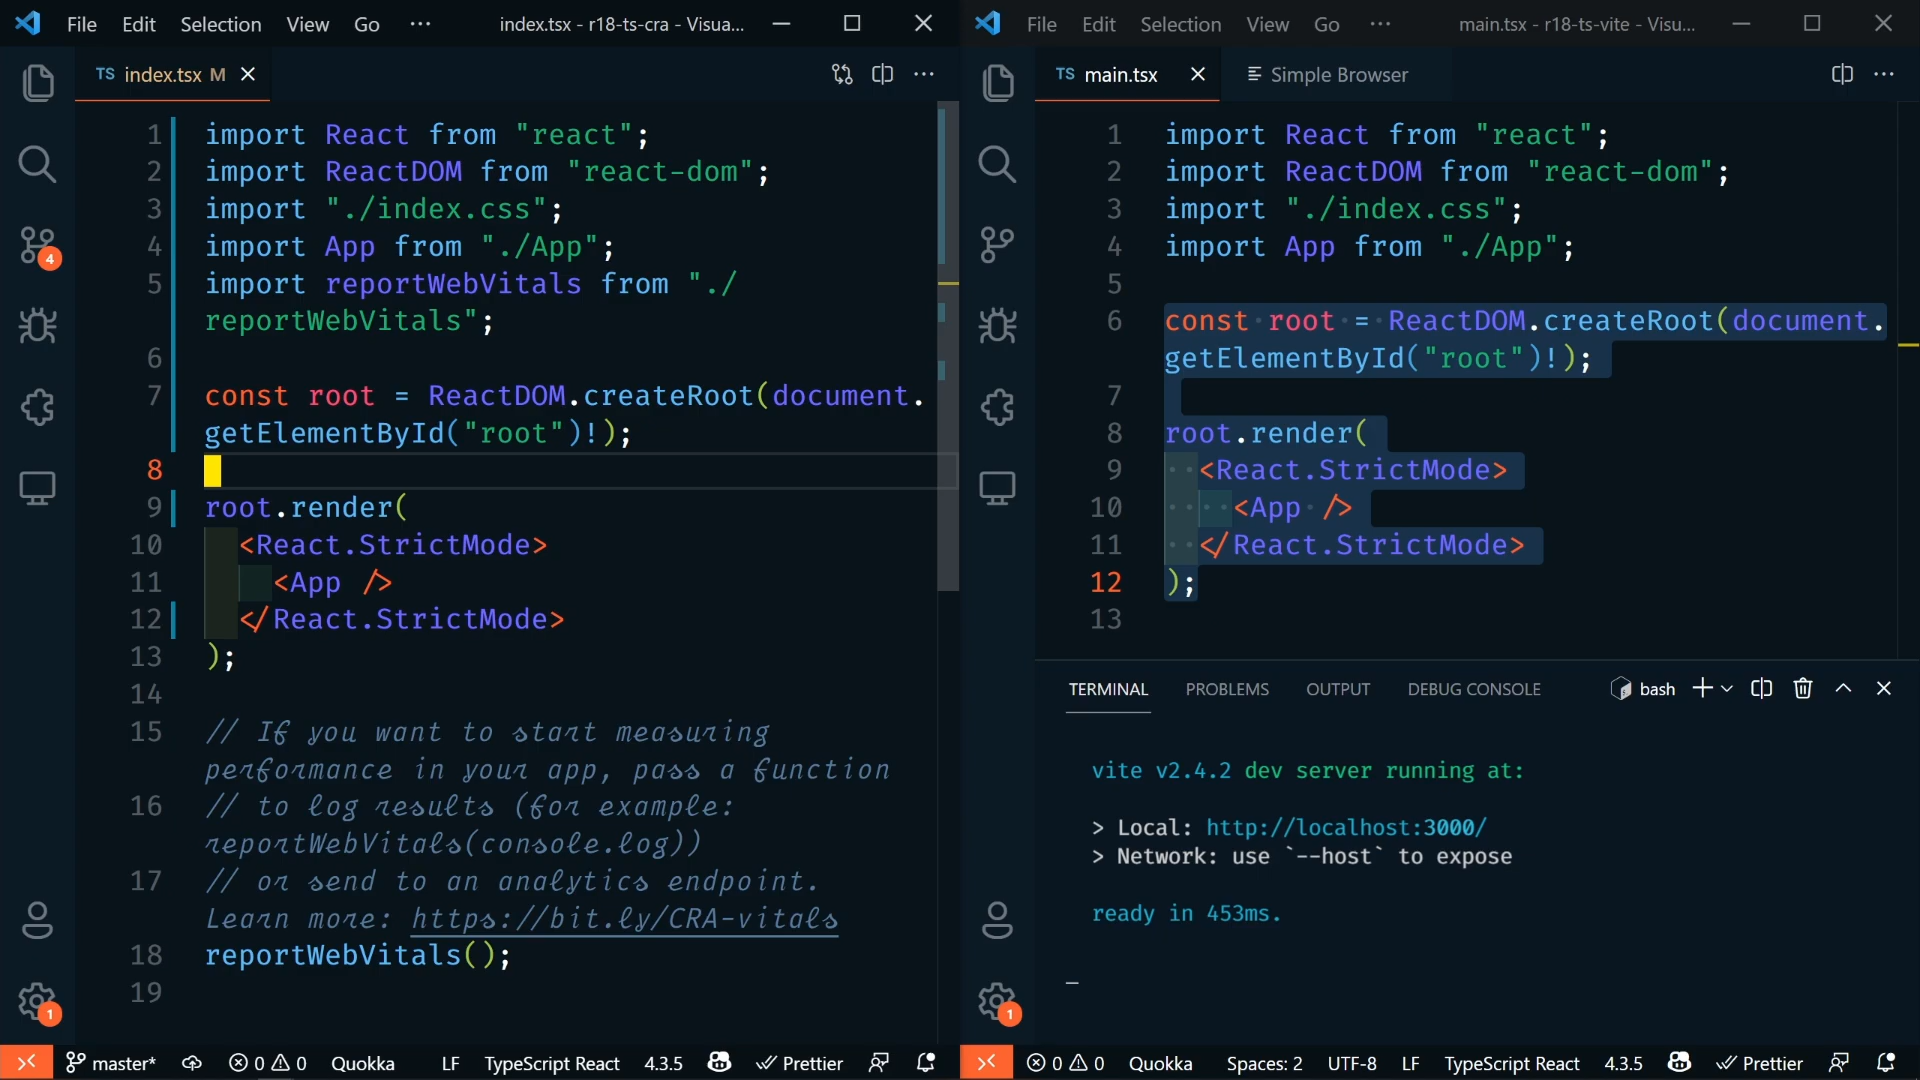 File Edit Selection View Go ··· index.tsx - r18-ts-cra - Visua...
TS index.tsx M
1 import React from "react";
2 import ReactDOM from "react-dom";
3 import "./index.css";
4 import App from "./App";
5 import reportWebVitals from "./
reportWebVitals";
6
7 const root = ReactDOM.createRoot(document.
getElementById("root")!);
8
9 root.render(
10 <React.StrictMode>
11 <App />
12 </React.StrictMode>
13 );
14
15 // If you want to start measuring
performance in your app, pass a function
16 // to log results (for example:
reportWebVitals(console.log))
17 // or send to an analytics endpoint.
Learn more: https://bit.ly/CRA-vitals
18 reportWebVitals();
19
4
1
master* 0 0 Quokka LF TypeScript React 4.3.5 Prettier
File Edit Selection View Go ··· main.tsx - r18-ts-vite - Visu...
TS main.tsx Simple Browser
1 import React from "react";
2 import ReactDOM from "react-dom";
3 import "./index.css";
4 import App from "./App";
5
6 const root = ReactDOM.createRoot(document.
getElementById("root")!);
7
8 root.render(
9 <React.StrictMode>
10 <App />
11 </React.StrictMode>
12 );
13
TERMINAL PROBLEMS OUTPUT DEBUG CONSOLE bash
vite v2.4.2 dev server running at:
> Local: http://localhost:3000/
> Network: use `--host` to expose
ready in 453ms.
1
0 0 Quokka Spaces: 2 UTF-8 LF TypeScript React 4.3.5 Prettier